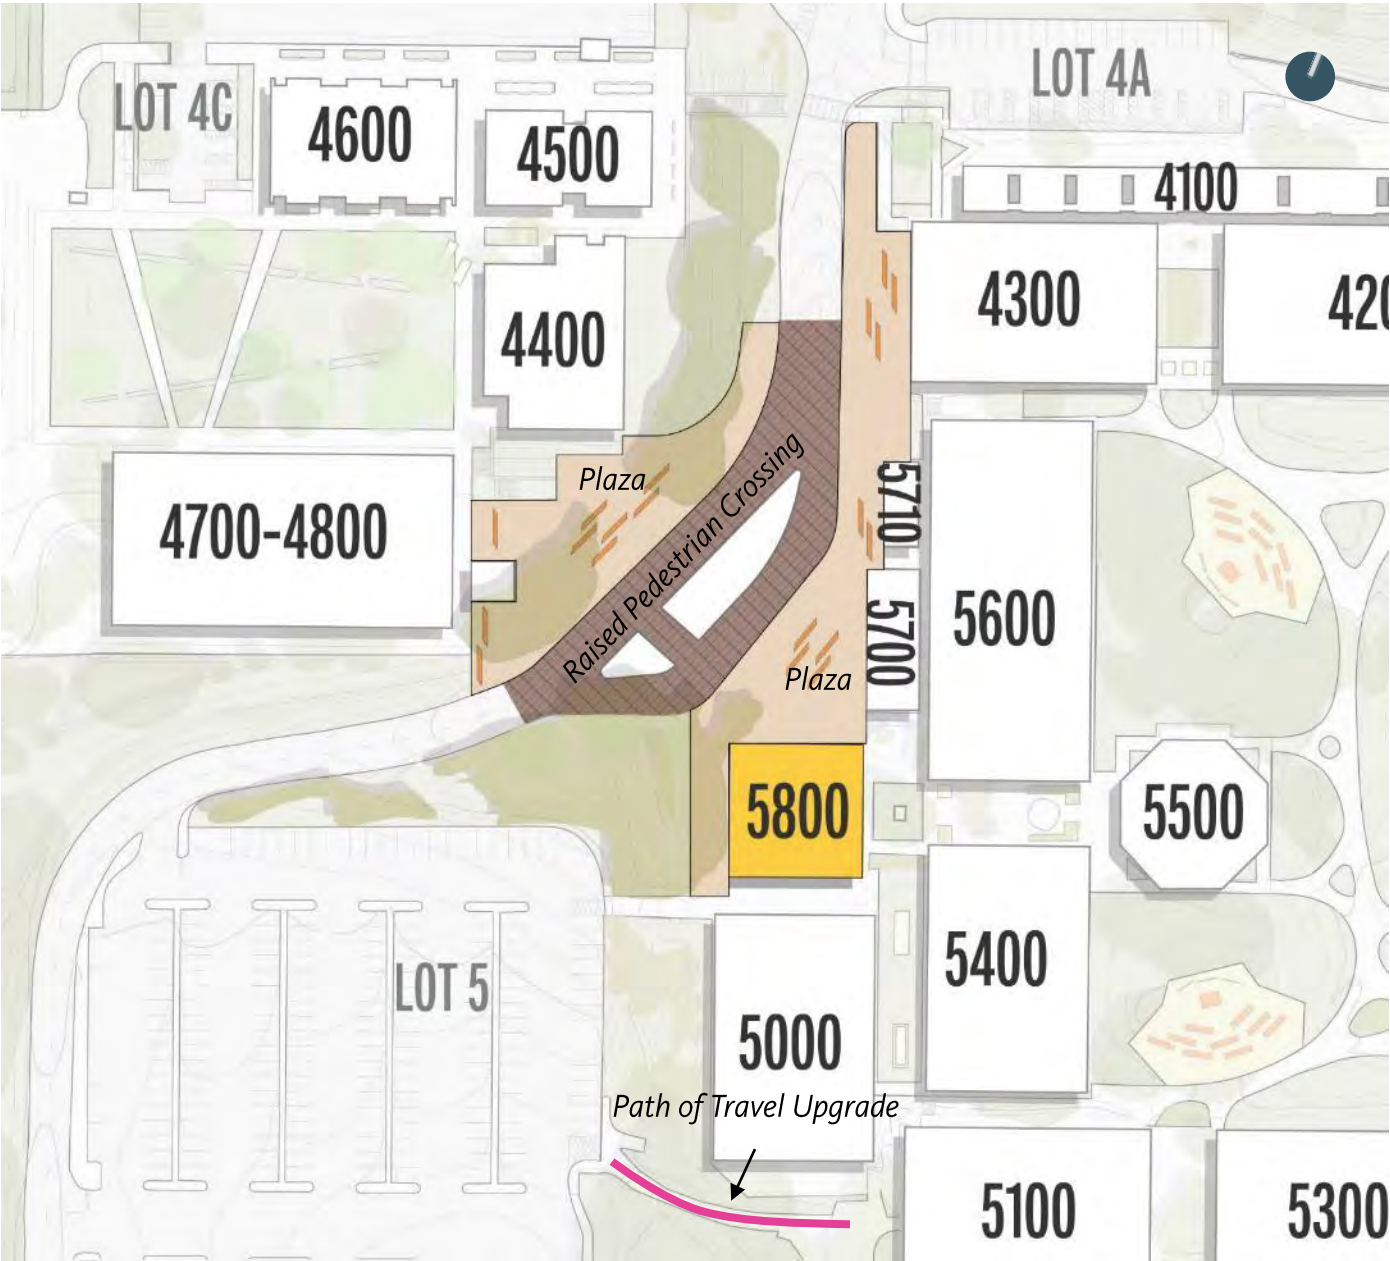 LOT 4C
4600
4500
LOT 4A
4100
4300
420
4400
Plaza
4700-4800
Raised Pedestrian Crossing
5710
5700
5600
Plaza
5800
5500
LOT 5
5400
5000
Path of Travel Upgrade
5100
5300